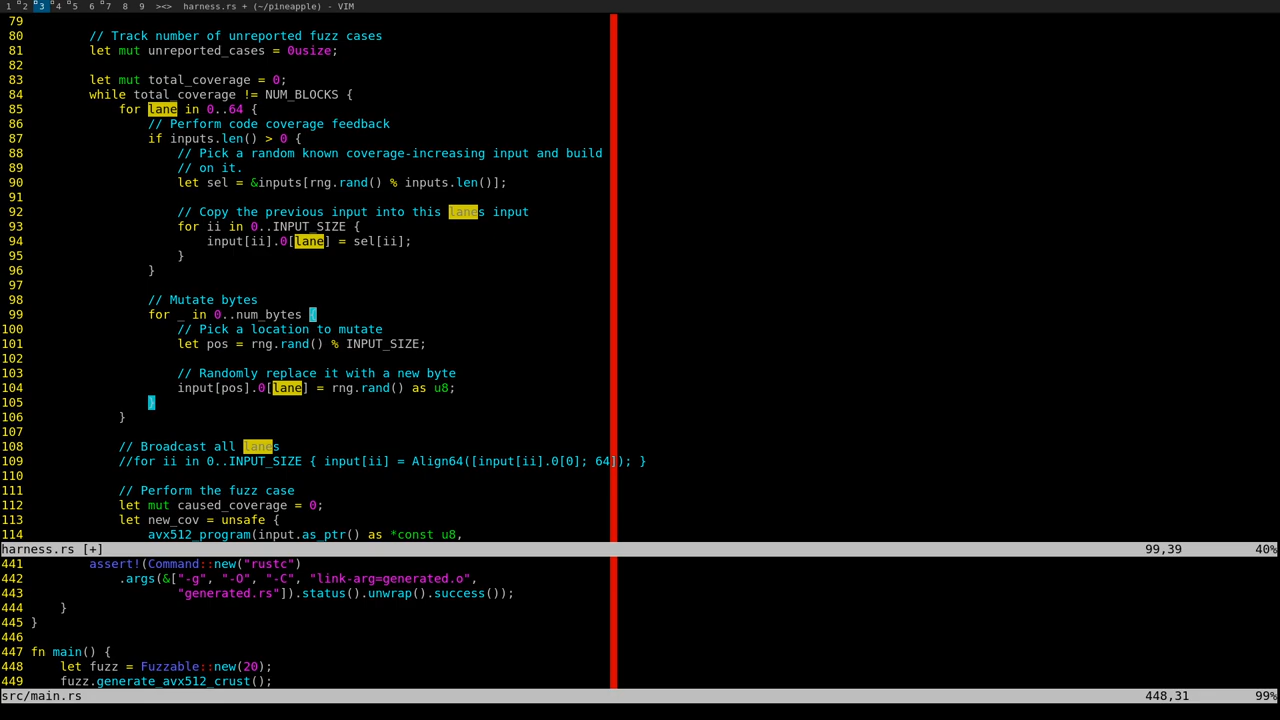 1 2 3 4 5 6 7 8 9 ><> harness.rs + (~/pineapple) - VIM
79
80         // Track number of unreported fuzz cases
81         let mut unreported_cases = 0usize;
82
83         let mut total_coverage = 0;
84         while total_coverage != NUM_BLOCKS {
85             for lane in 0..64 {
86                 // Perform code coverage feedback
87                 if inputs.len() > 0 {
88                     // Pick a random known coverage-increasing input and build
89                     // on it.
90                     let sel = &inputs[rng.rand() % inputs.len()];
91
92                     // Copy the previous input into this lanes input
93                     for ii in 0..INPUT_SIZE {
94                         input[ii].0[lane] = sel[ii];
95                     }
96                 }
97
98                 // Mutate bytes
99                 for _ in 0..num_bytes {
100                     // Pick a location to mutate
101                     let pos = rng.rand() % INPUT_SIZE;
102
103                     // Randomly replace it with a new byte
104                     input[pos].0[lane] = rng.rand() as u8;
105                 }
106             }
107
108             // Broadcast all lanes
109             //for ii in 0..INPUT_SIZE { input[ii] = Align64([input[ii].0[0]; 64]); }
110
111             // Perform the fuzz case
112             let mut caused_coverage = 0;
113             let new_cov = unsafe {
114                 avx512_program(input.as_ptr() as *const u8,
harness.rs [+] 99,39 40%
441         assert!(Command::new("rustc")
442             .args(&["-g", "-O", "-C", "link-arg=generated.o",
443                     "generated.rs"]).status().unwrap().success());
444     }
445 }
446
447 fn main() {
448     let fuzz = Fuzzable::new(20);
449     fuzz.generate_avx512_crust();
src/main.rs 448,31 99%